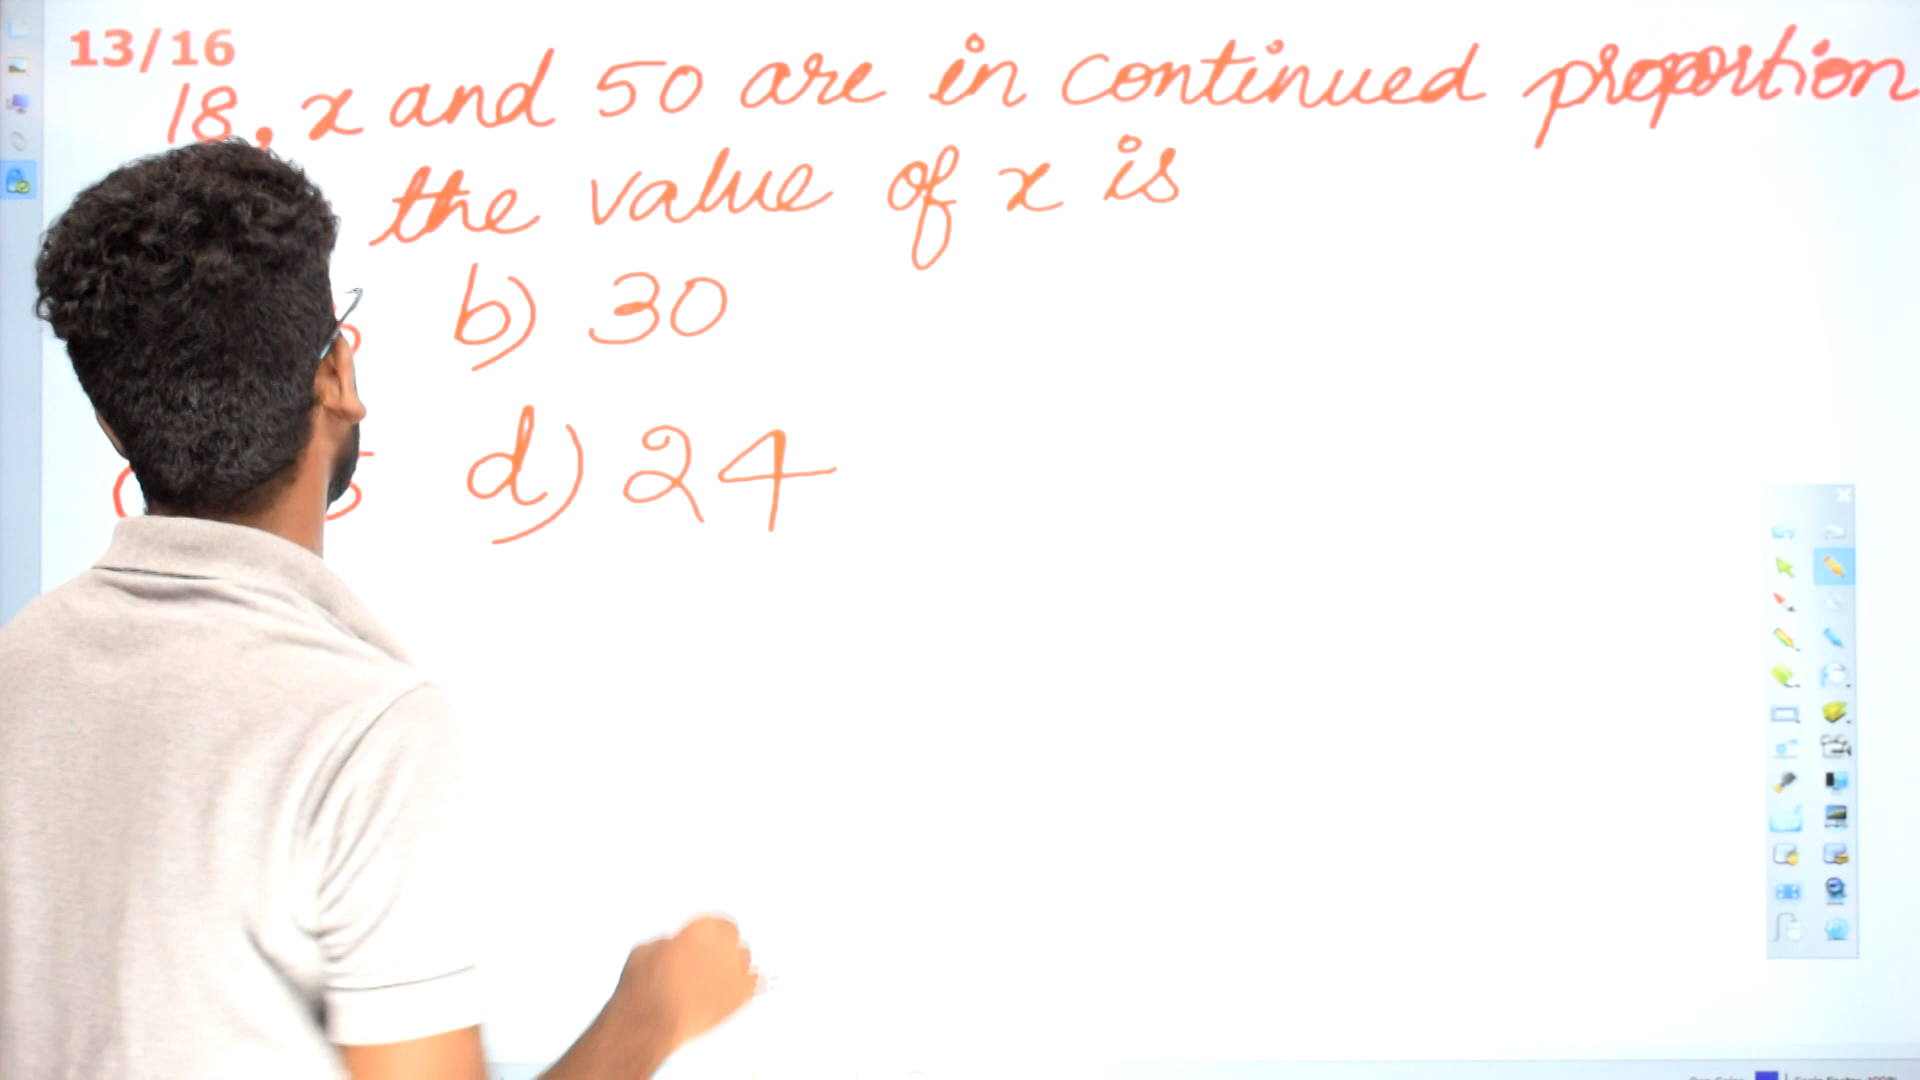 13/16
18, x and 50 are in continued proportion
the value of x is
b) 30
d) 24